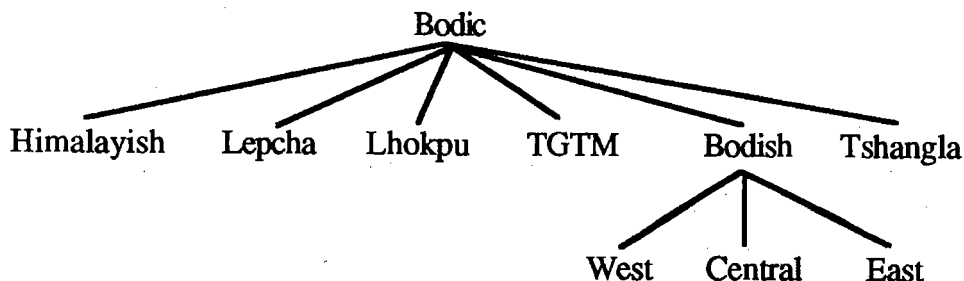 Bodic
Himalayish Lepcha Lhokpu TGTM Bodish Tshangla
West Central East